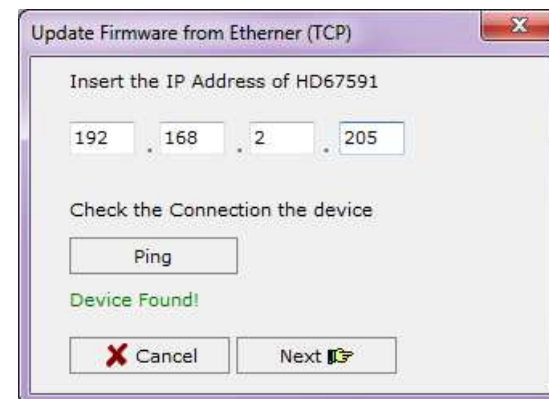 Update Firmware from Etherner (TCP)
Insert the IP Address of HD67591
192 . 168 . 2 . 205
Check the Connection the device
Ping
Device Found!
Cancel Next